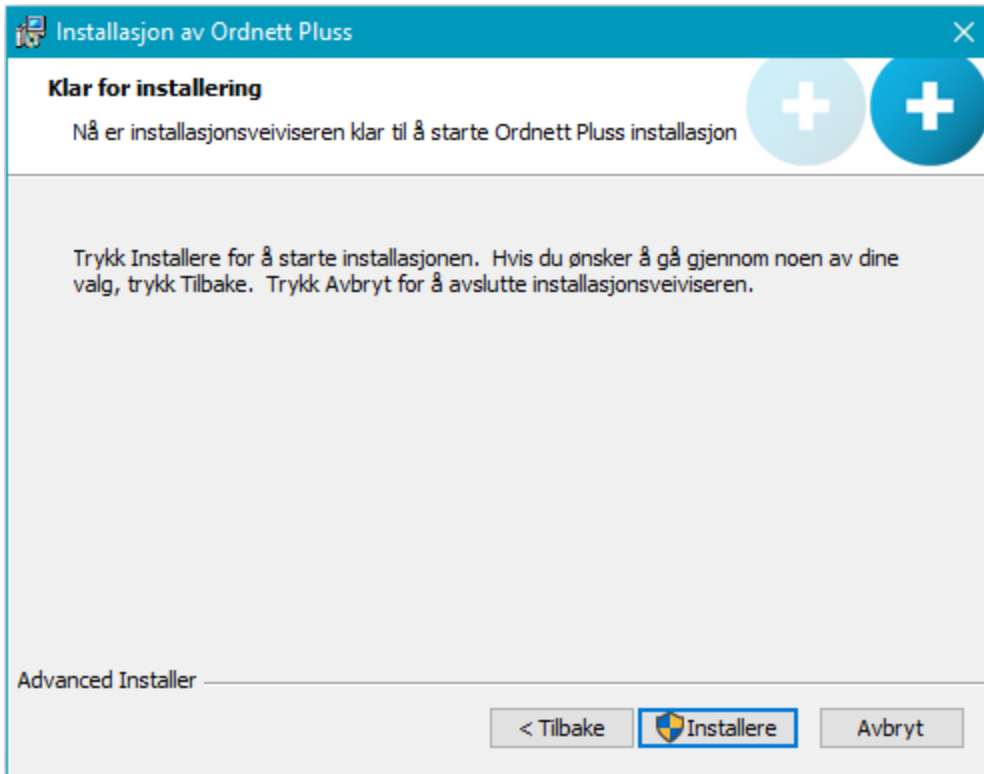 Installasjon av Ordnett Pluss
Klar for installering
Nå er installasjonsveiviseren klar til å starte Ordnett Pluss installasjon
Trykk Installere for å starte installasjonen.  Hvis du ønsker å gå gjennom noen av dine
valg, trykk Tilbake.  Trykk Avbryt for å avslutte installasjonsveiviseren.
Advanced Installer
< Tilbake
Installere
Avbryt